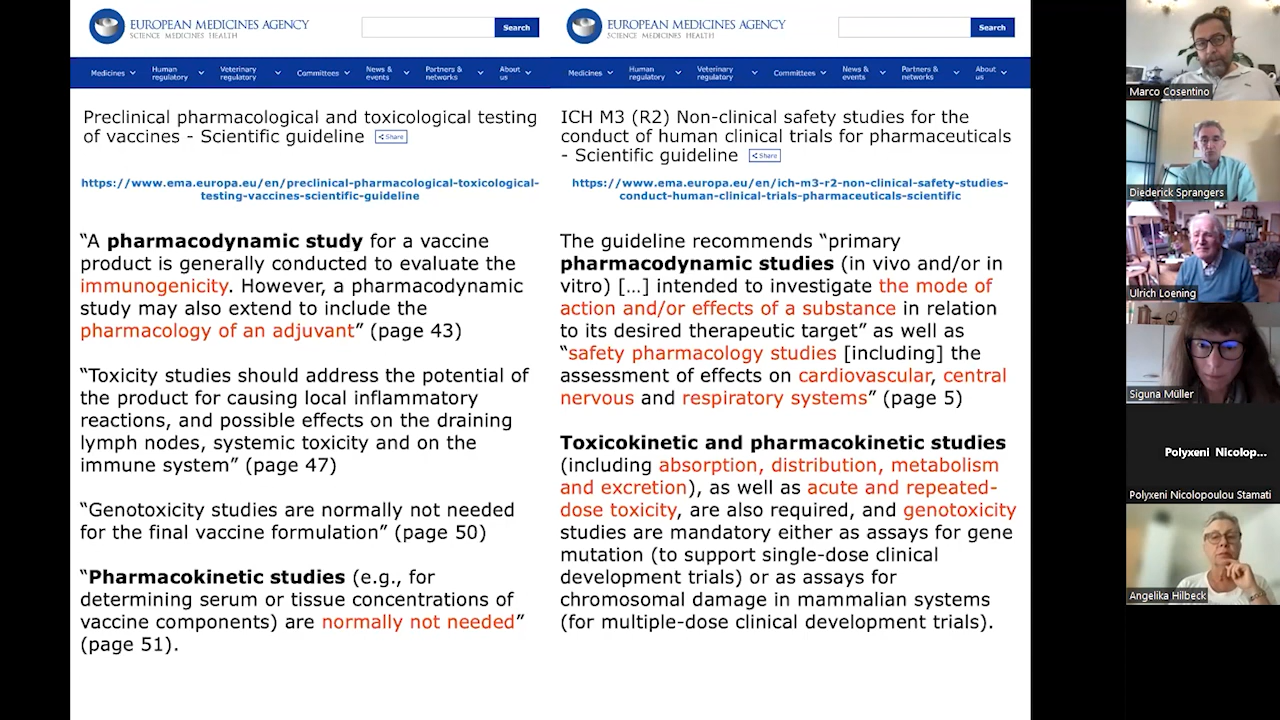 EUROPEAN MEDICINES AGENCY
SCIENCE MEDICINES HEALTH
Search
Medicines
Human regulatory
Veterinary regulatory
Committees
News & events
Partners & networks
About us
Preclinical pharmacological and toxicological testing
of vaccines - Scientific guideline
Share
https://www.ema.europa.eu/en/preclinical-pharmacological-toxicological-
testing-vaccines-scientific-guideline
“A pharmacodynamic study for a vaccine
product is generally conducted to evaluate the
immunogenicity. However, a pharmacodynamic
study may also extend to include the
pharmacology of an adjuvant” (page 43)
“Toxicity studies should address the potential of
the product for causing local inflammatory
reactions, and possible effects on the draining
lymph nodes, systemic toxicity and on the
immune system” (page 47)
“Genotoxicity studies are normally not needed
for the final vaccine formulation” (page 50)
“Pharmacokinetic studies (e.g., for
determining serum or tissue concentrations of
vaccine components) are normally not needed”
(page 51).
EUROPEAN MEDICINES AGENCY
SCIENCE MEDICINES HEALTH
Search
Medicines
Human regulatory
Veterinary regulatory
Committees
News & events
Partners & networks
About us
ICH M3 (R2) Non-clinical safety studies for the
conduct of human clinical trials for pharmaceuticals
- Scientific guideline
Share
https://www.ema.europa.eu/en/ich-m3-r2-non-clinical-safety-studies-
conduct-human-clinical-trials-pharmaceuticals-scientific
The guideline recommends “primary
pharmacodynamic studies (in vivo and/or in
vitro) […] intended to investigate the mode of
action and/or effects of a substance in relation
to its desired therapeutic target” as well as
“safety pharmacology studies [including] the
assessment of effects on cardiovascular, central
nervous and respiratory systems” (page 5)
Toxicokinetic and pharmacokinetic studies
(including absorption, distribution, metabolism
and excretion), as well as acute and repeated-
dose toxicity, are also required, and genotoxicity
studies are mandatory either as assays for gene
mutation (to support single-dose clinical
development trials) or as assays for
chromosomal damage in mammalian systems
(for multiple-dose clinical development trials).
Marco Cosentino
Diederick Sprangers
Ulrich Loening
Siguna Müller
Polyxeni Nicolop...
Polyxeni Nicolopoulou Stamati
Angelika Hilbeck